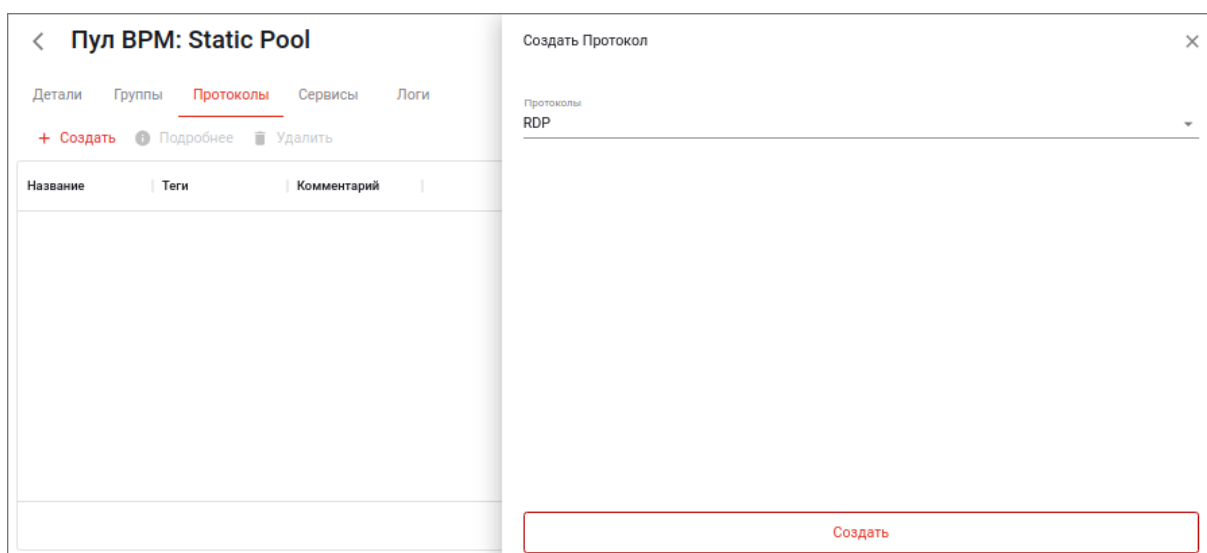 Пул ВРМ: Static Pool
Детали Группы Протоколы Сервисы Логи
+ Создать Подробнее Удалить
Название Теги Комментарий
Создать Протокол
Протоколы
RDP
Создать